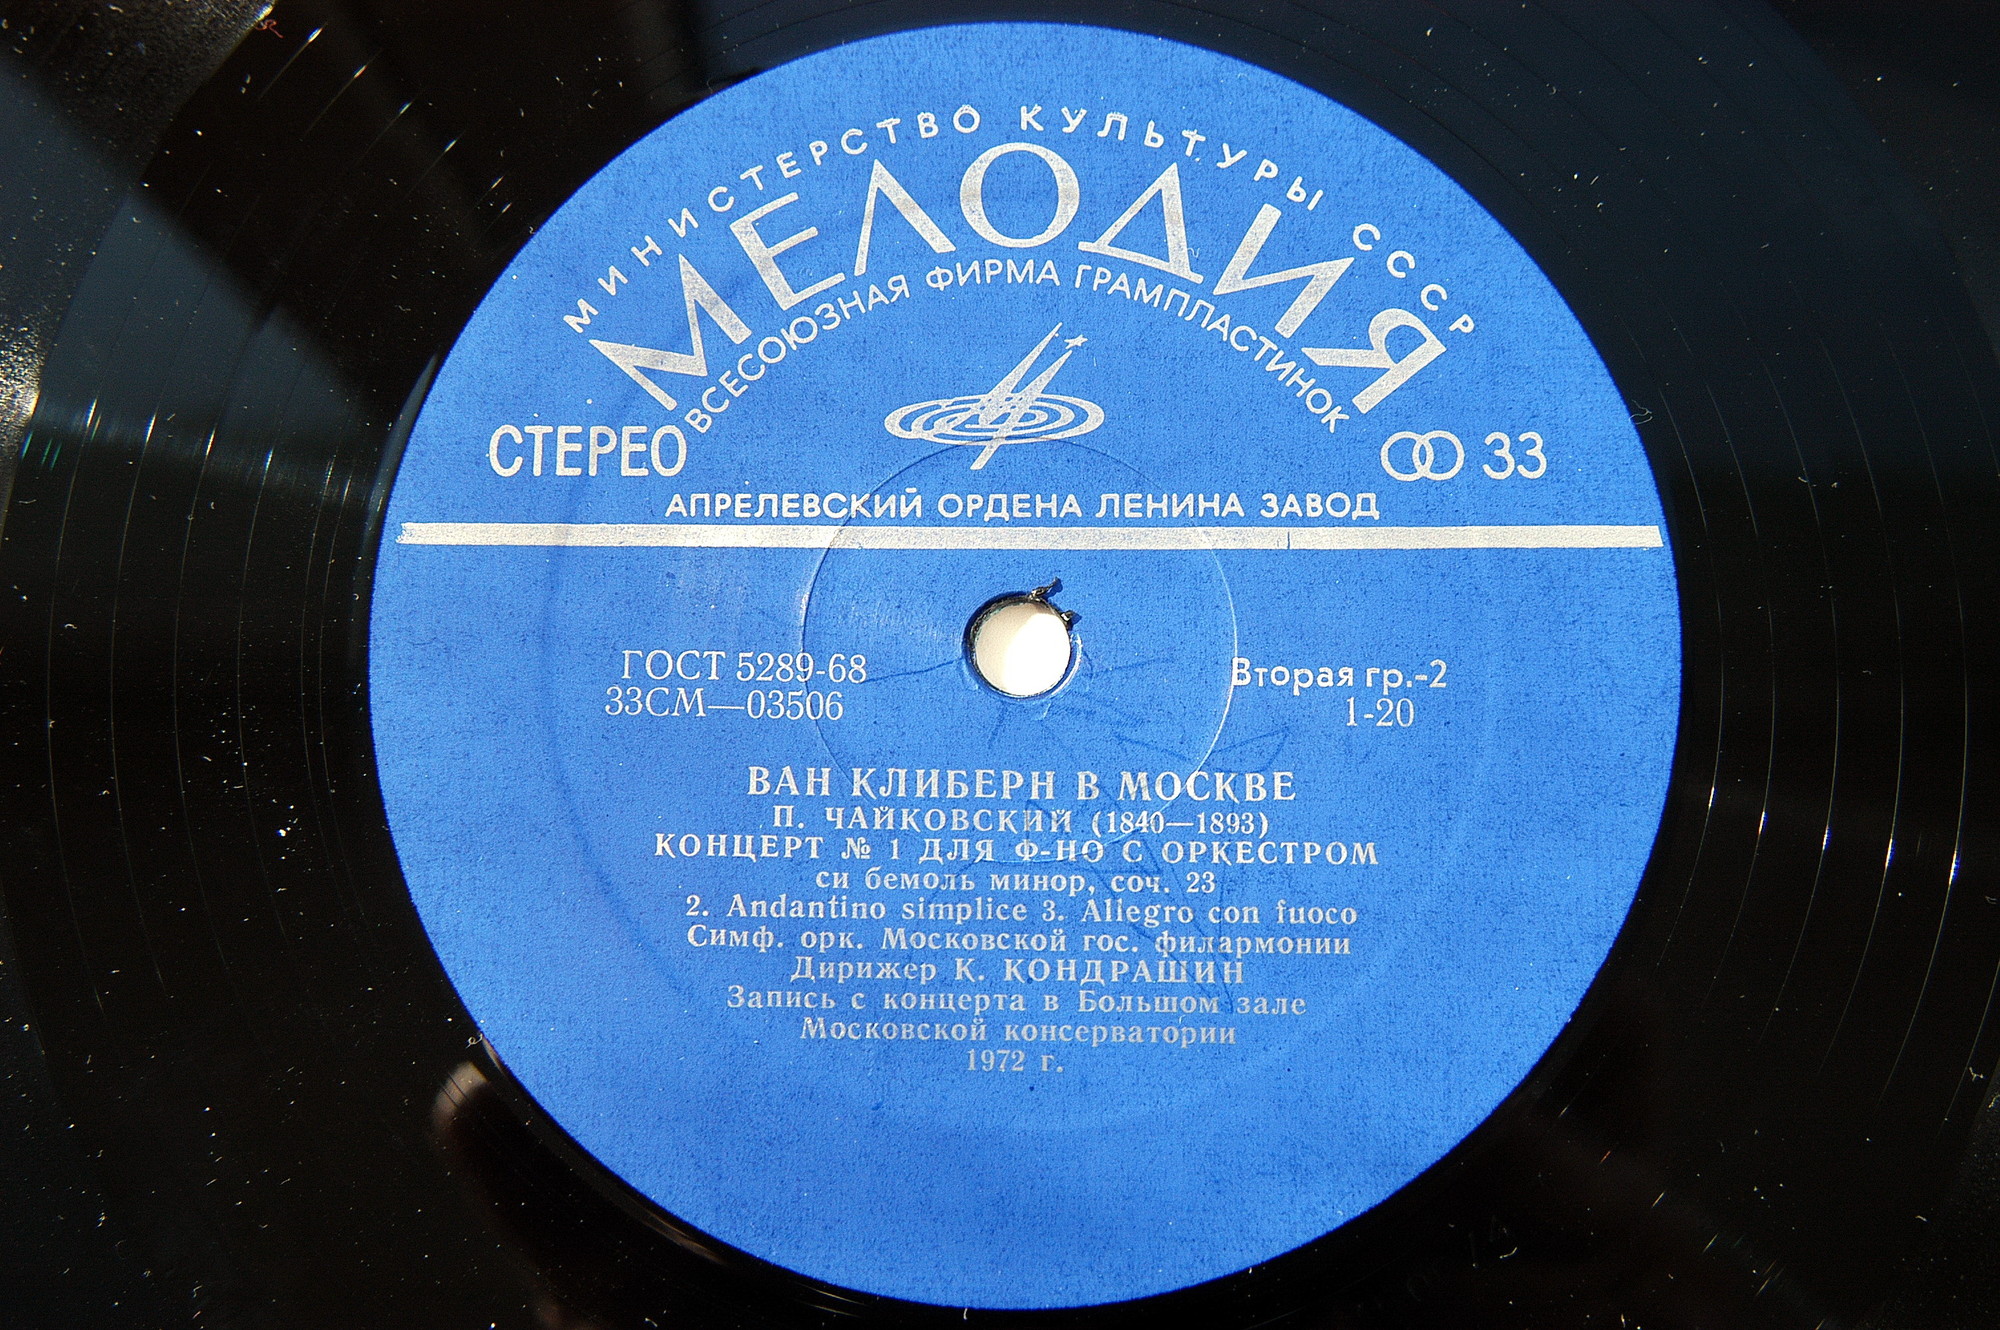 МИНИСТЕРСТВО КУЛЬТУРЫ СССР
МЕЛОДИЯ
ВСЕСОЮЗНАЯ ФИРМА ГРАМПЛАСТИНОК
СТЕРЕО
33
АПРЕЛЕВСКИЙ ОРДЕНА ЛЕНИНА ЗАВОД
ГОСТ 5289-68
33СМ—03506
Вторая гр.-2
1-20
ВАН КЛИБЕРН В МОСКВЕ
П. ЧАЙКОВСКИЙ (1840—1893)
КОНЦЕРТ № 1 ДЛЯ Ф-НО С ОРКЕСТРОМ
си бемоль минор, соч. 23
2. Andantino simplice 3. Allegro con fuoco
Симф. орк. Московской гос. филармонии
Дирижер К. КОНДРАШИН
Запись с концерта в Большом зале
Московской консерватории
1972 г.